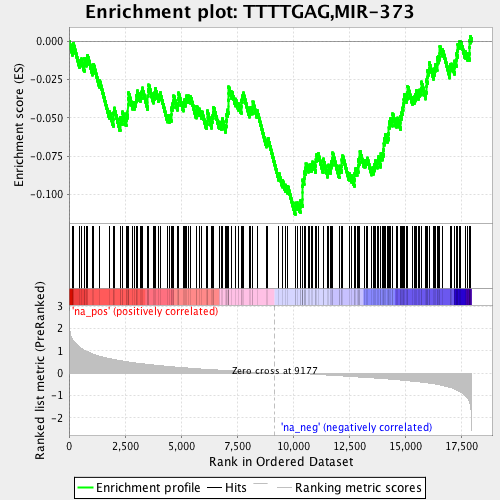 Enrichment plot: TTTTGAG,MIR-373
Enrichment score (ES)
0.000
-0.025
-0.050
-0.075
-0.100
'na_pos' (positively correlated)
Ranked list metric (PreRanked)
3
2
1
0
-1
-2
Zero cross at 9177
'na_neg' (negatively correlated)
0
2,500
5,000
7,500
10,000
12,500
15,000
17,500
Rank in Ordered Dataset
Enrichment profile
Hits
Ranking metric scores